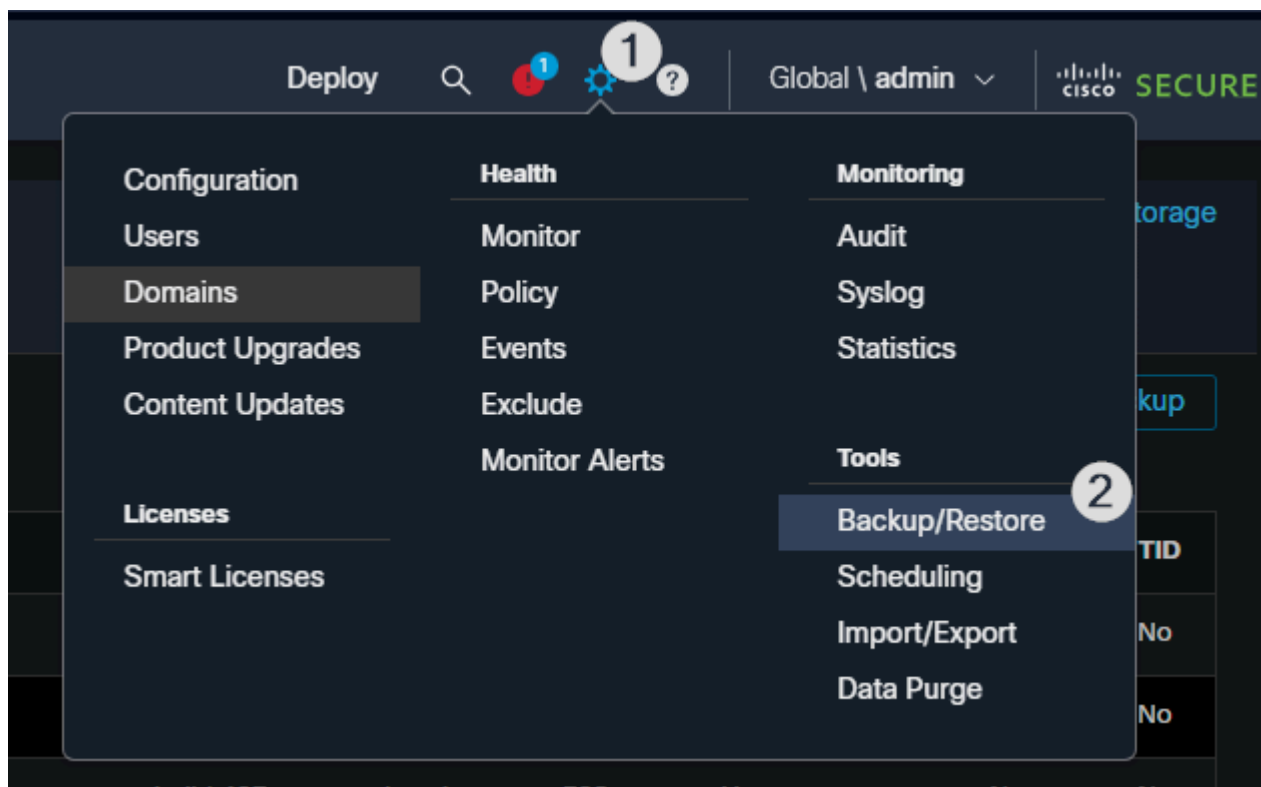 Deploy 1 1 ? Global \ admin cisco SECURE
Configuration
Users
Domains
Product Upgrades
Content Updates
Licenses
Smart Licenses
Health
Monitor
Policy
Events
Exclude
Monitor Alerts
Monitoring
Audit
Syslog
Statistics
Tools
Backup/Restore 2
Scheduling
Import/Export
Data Purge
torage
kup
TID
No
No